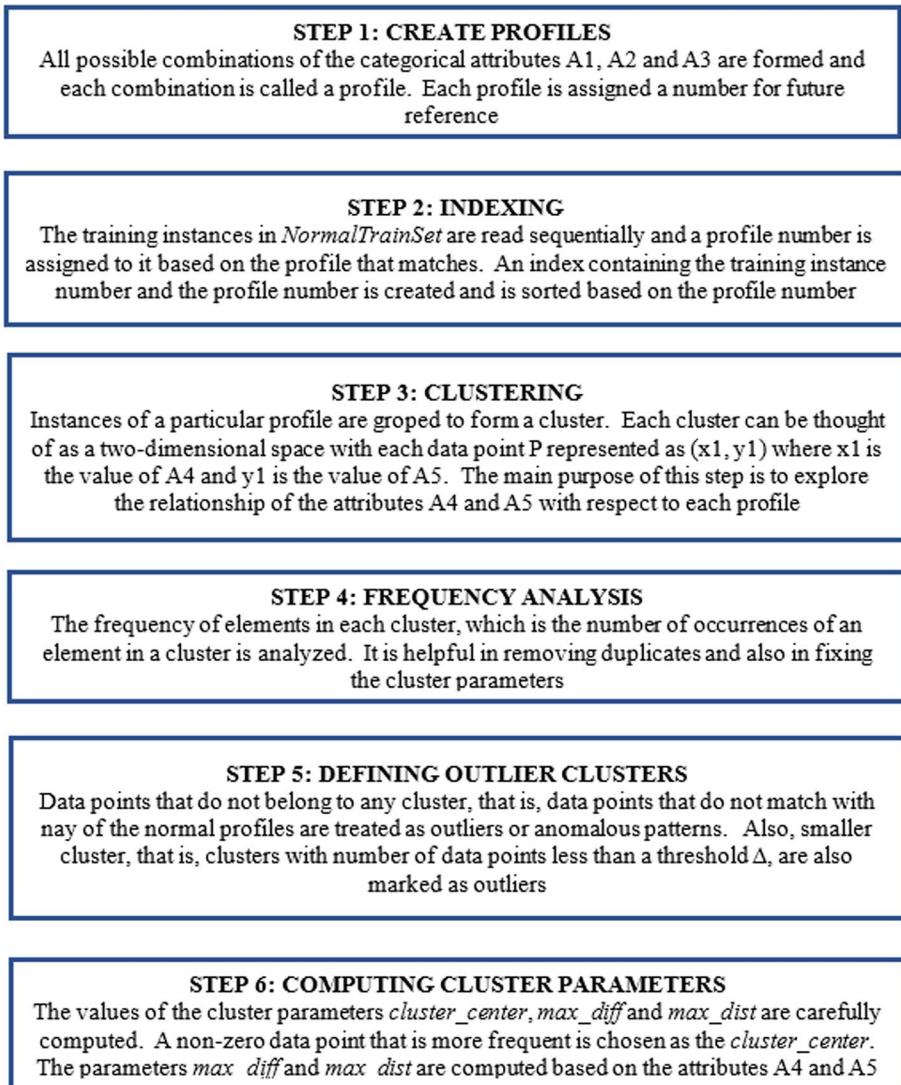 STEP 1: CREATE PROFILES
All possible combinations of the categorical attributes A1, A2 and A3 are formed and
each combination is called a profile. Each profile is assigned a number for future
reference
STEP 2: INDEXING
The training instances in NormalTrainSet are read sequentially and a profile number is
assigned to it based on the profile that matches. An index containing the training instance
number and the profile number is created and is sorted based on the profile number
STEP 3: CLUSTERING
Instances of a particular profile are groped to form a cluster. Each cluster can be thought
of as a two-dimensional space with each data point P represented as (x1, y1) where x1 is
the value of A4 and y1 is the value of A5. The main purpose of this step is to explore
the relationship of the attributes A4 and A5 with respect to each profile
STEP 4: FREQUENCY ANALYSIS
The frequency of elements in each cluster, which is the number of occurrences of an
element in a cluster is analyzed. It is helpful in removing duplicates and also in fixing
the cluster parameters
STEP 5: DEFINING OUTLIER CLUSTERS
Data points that do not belong to any cluster, that is, data points that do not match with
nay of the normal profiles are treated as outliers or anomalous patterns. Also, smaller
cluster, that is, clusters with number of data points less than a threshold Δ, are also
marked as outliers
STEP 6: COMPUTING CLUSTER PARAMETERS
The values of the cluster parameters cluster_center, max_diff and max_dist are carefully
computed. A non-zero data point that is more frequent is chosen as the cluster_center.
The parameters max_diff and max_dist are computed based on the attributes A4 and A5